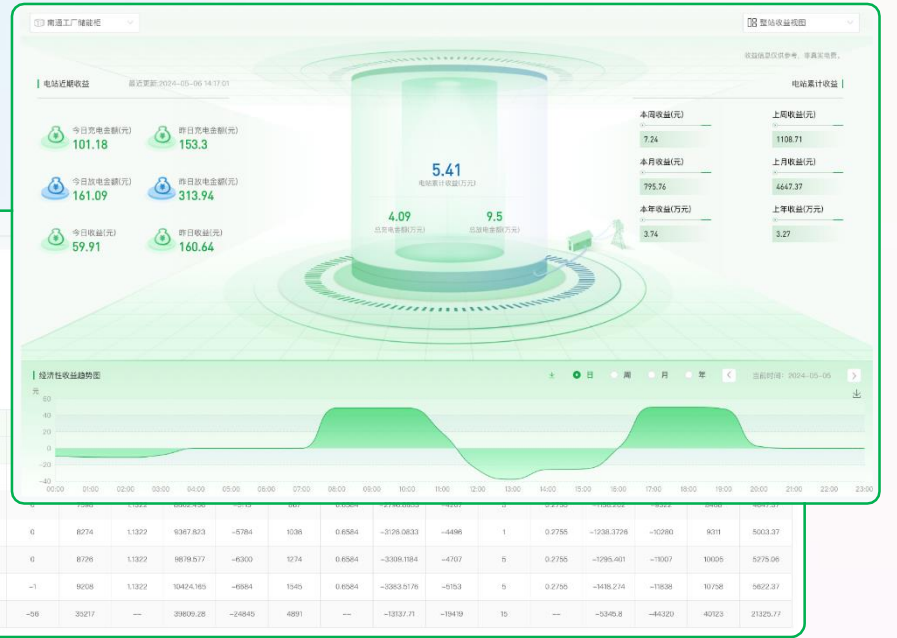 南通工厂储能柜
整站收益视图
收益信息仅供参考，非真实电费。
电站近期收益 最近更新:2024-05-06 14:17:01
电站累计收益
今日充电金额(元) 昨日充电金额(元)
101.18 153.3
今日放电金额(元) 昨日放电金额(元)
161.09 313.94
今日收益(元) 昨日收益(元)
59.91 160.64
5.41
电站累计收益(万元)
4.09 9.5
总充电金额(万元) 总放电金额(万元)
本周收益(元) 上周收益(元)
7.24 1108.71
本月收益(元) 上月收益(元)
795.76 4647.37
本年收益(万元) 上年收益(万元)
3.74 3.27
经济性收益趋势图
日 周 月 年 当前时间: 2024-05-05
元
60
40
20
0
-20
-40
00:00 01:00 02:00 03:00 04:00 05:00 06:00 07:00 08:00 09:00 10:00 11:00 12:00 13:00 14:00 15:00 16:00 17:00 18:00 19:00 20:00 21:00 22:00 23:00
0 8274 1.1322 9367.823 -5784 1036 0.6584 -3126.0833 -4496 1 0.2755 -1238.3726 -10280 9311 5003.37
0 8726 1.1322 9879.577 -6300 1274 0.6584 -3309.1184 -4707 5 0.2755 -1295.401 -11007 10005 5275.06
-1 9208 1.1322 10424.165 -6684 1545 0.6584 -3383.5176 -5153 5 0.2755 -1418.274 -11838 10758 5622.37
-56 35217 -- 39809.28 -24845 4891 -- -13137.71 -19419 15 -- -5345.8 -44320 40123 21325.77